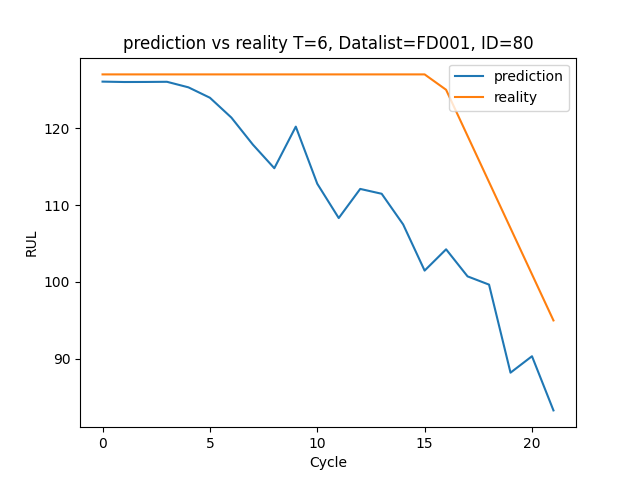 prediction vs reality T=6, Datalist=FD001, ID=80
prediction
reality
120
110
100
90
RUL
0 5 10 15 20
Cycle